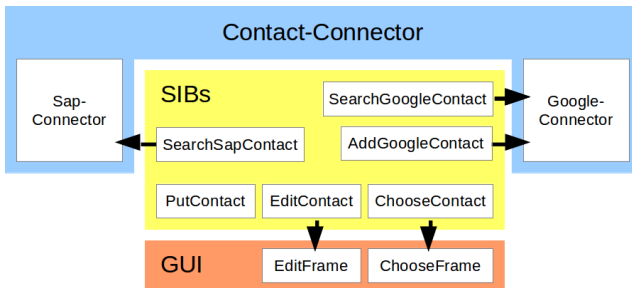 Contact-Connector
Sap-
Connector
SIBs
SearchGoogleContact
Google-
Connector
SearchSapContact
AddGoogleContact
PutContact
EditContact
ChooseContact
GUI
EditFrame
ChooseFrame